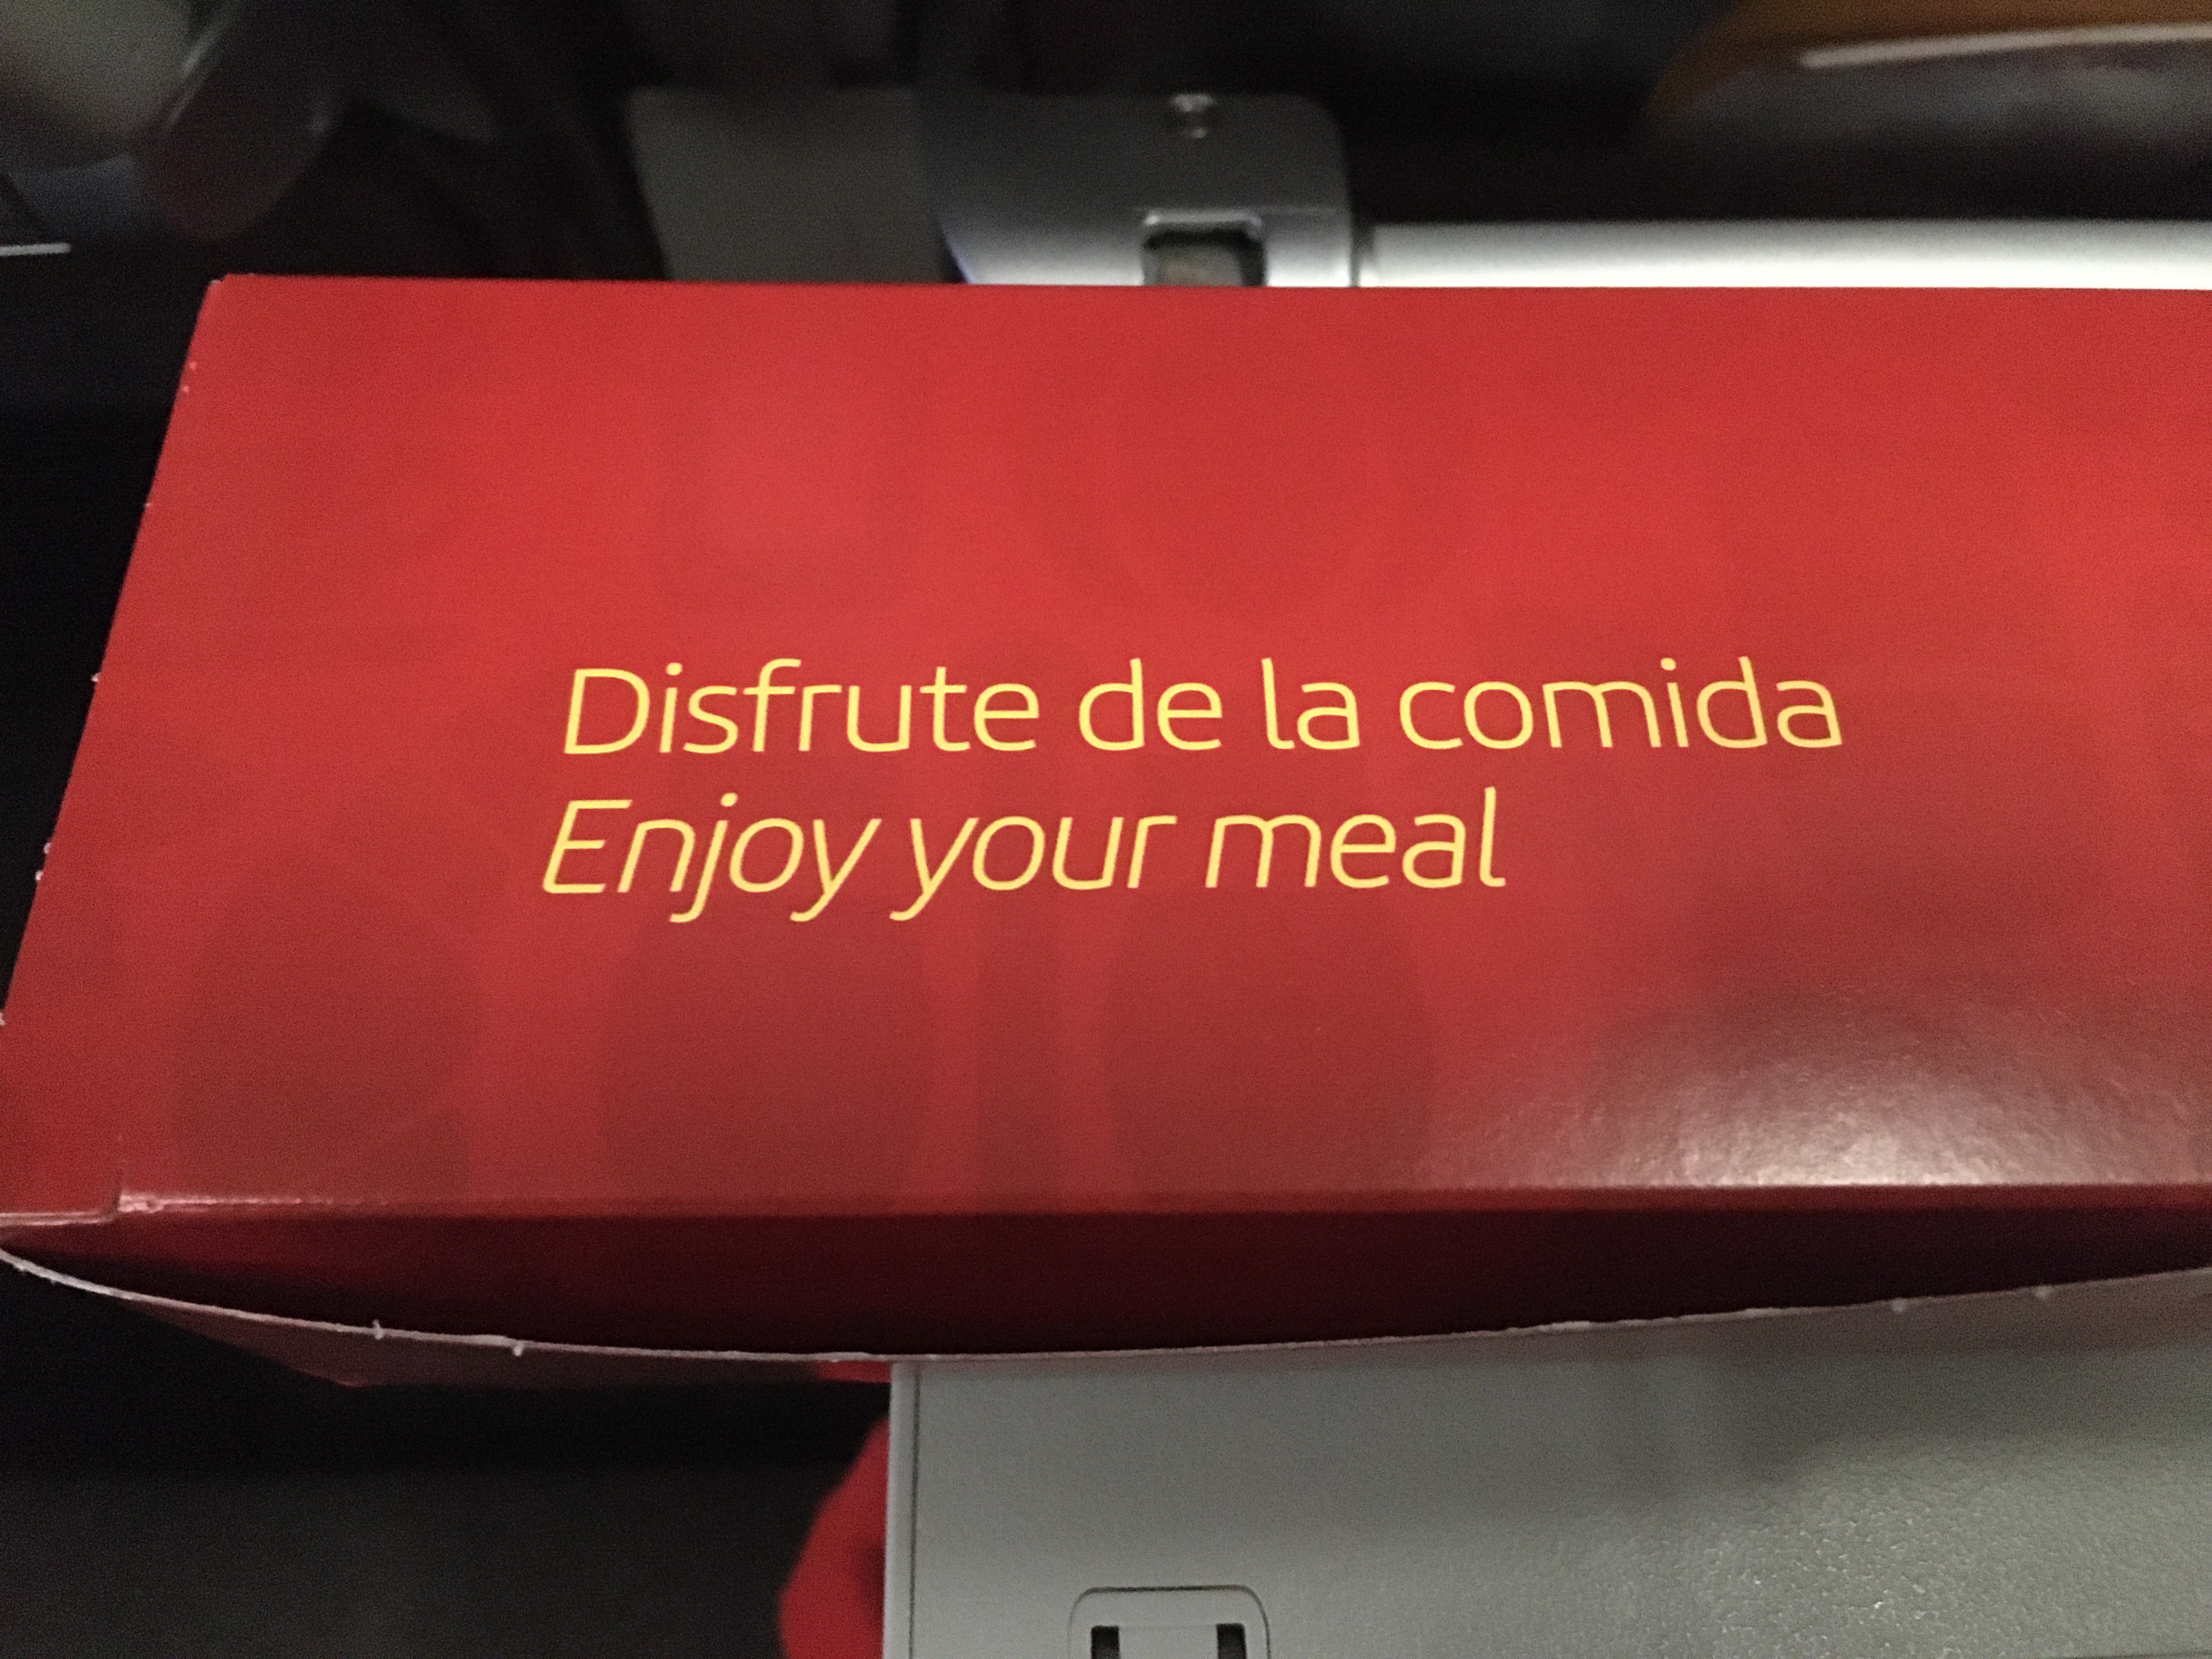 Disfrute de la comida
Enjoy your meal